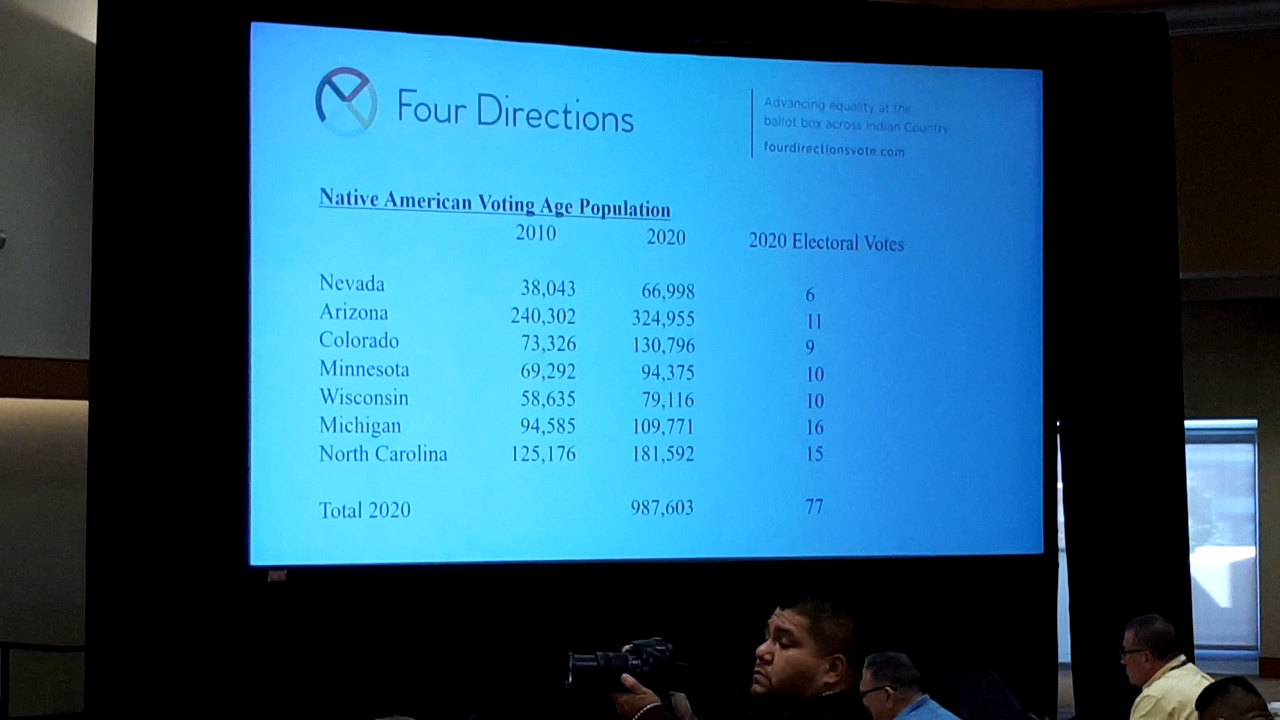 Four Directions
Advancing equality at the
ballot box across Indian Country
fourdirectionsvote.com
Native American Voting Age Population
2010 2020 2020 Electoral Votes
Nevada 38,043 66,998 6
Arizona 240,302 324,955 11
Colorado 73,326 130,796 9
Minnesota 69,292 94,375 10
Wisconsin 58,635 79,116 10
Michigan 94,585 109,771 16
North Carolina 125,176 181,592 15
Total 2020 987,603 77